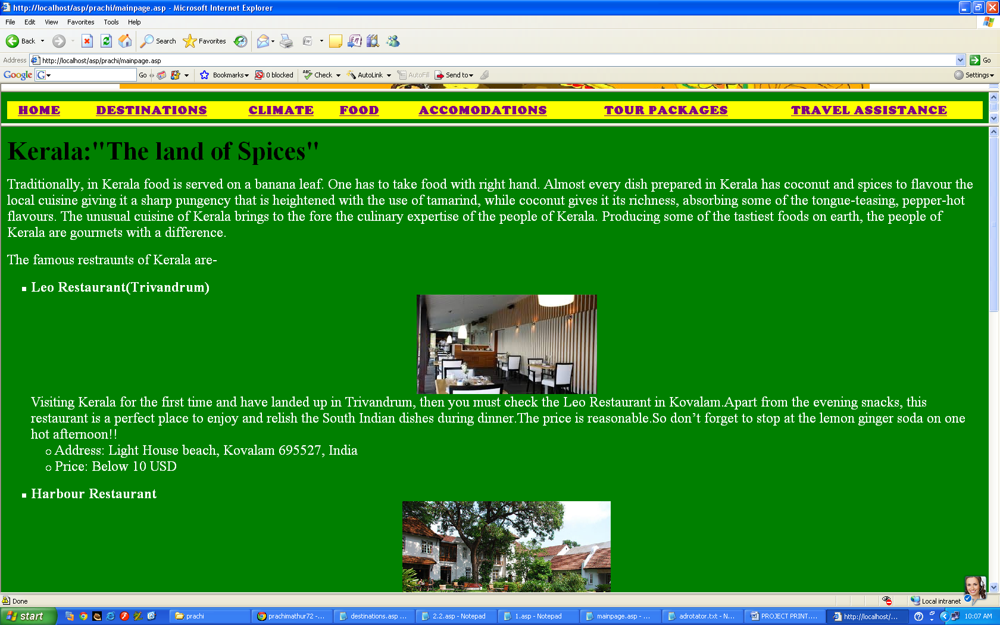 http://localhost/asp/prachi/mainpage.asp - Microsoft Internet Explorer
File Edit View Favorites Tools Help
Back Search Favorites
Address http://localhost/asp/prachi/mainpage.asp Go
Google G Go Bookmarks 0 blocked ABC Check AutoLink AutoFill Send to Settings
HOME DESTINATIONS CLIMATE FOOD ACCOMODATIONS TOUR PACKAGES TRAVEL ASSISTANCE
Kerala:"The land of Spices"
Traditionally, in Kerala food is served on a banana leaf. One has to take food with right hand. Almost every dish prepared in Kerala has coconut and spices to flavour the
local cuisine giving it a sharp pungency that is heightened with the use of tamarind, while coconut gives it its richness, absorbing some of the tongue-teasing, pepper-hot
flavours. The unusual cuisine of Kerala brings to the fore the culinary expertise of the people of Kerala. Producing some of the tastiest foods on earth, the people of
Kerala are gourmets with a difference.
The famous restraunts of Kerala are-
Leo Restaurant(Trivandrum)
Visiting Kerala for the first time and have landed up in Trivandrum, then you must check the Leo Restaurant in Kovalam.Apart from the evening snacks, this
restaurant is a perfect place to enjoy and relish the South Indian dishes during dinner.The price is reasonable.So don’t forget to stop at the lemon ginger soda on one
hot afternoon!!
Address: Light House beach, Kovalam 695527, India
Price: Below 10 USD
Harbour Restaurant
Done Local intranet
start prachi prachimathur72 -... destinations.asp ... 2.2.asp - Notepad 1.asp - Notepad mainpage.asp - ... adrotator.txt - N... PROJECT PRINT.... http://localhost/... 10:07 AM